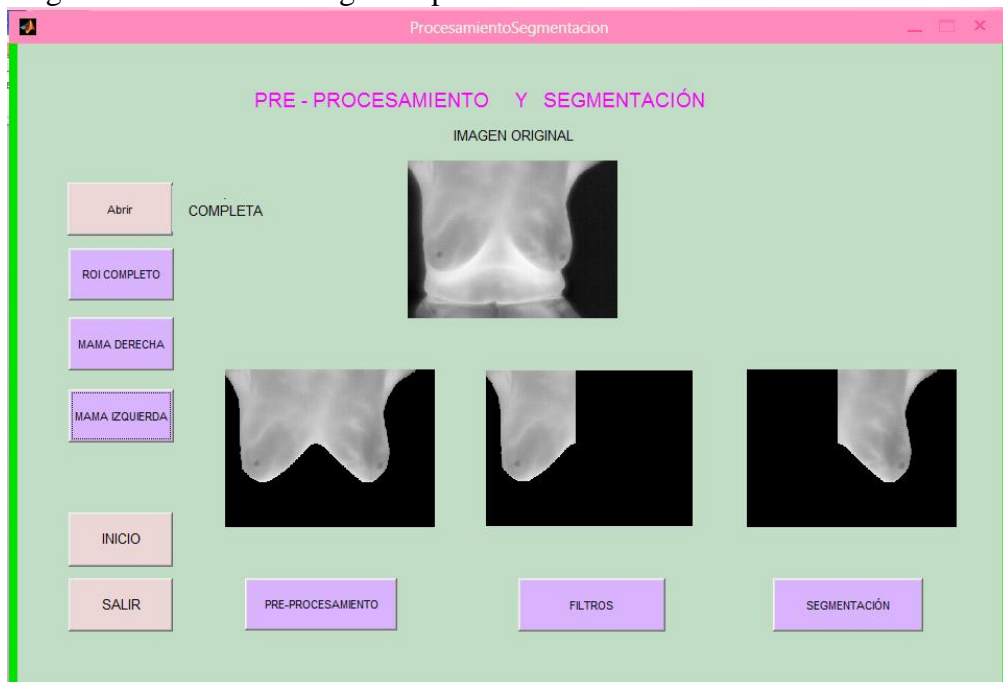 ProcesamientoSegmentacion
PRE - PROCESAMIENTO Y SEGMENTACIÓN
IMAGEN ORIGINAL
Abrir
COMPLETA
ROI COMPLETO
MAMA DERECHA
MAMA IZQUIERDA
INICIO
SALIR
PRE-PROCESAMIENTO
FILTROS
SEGMENTACIÓN